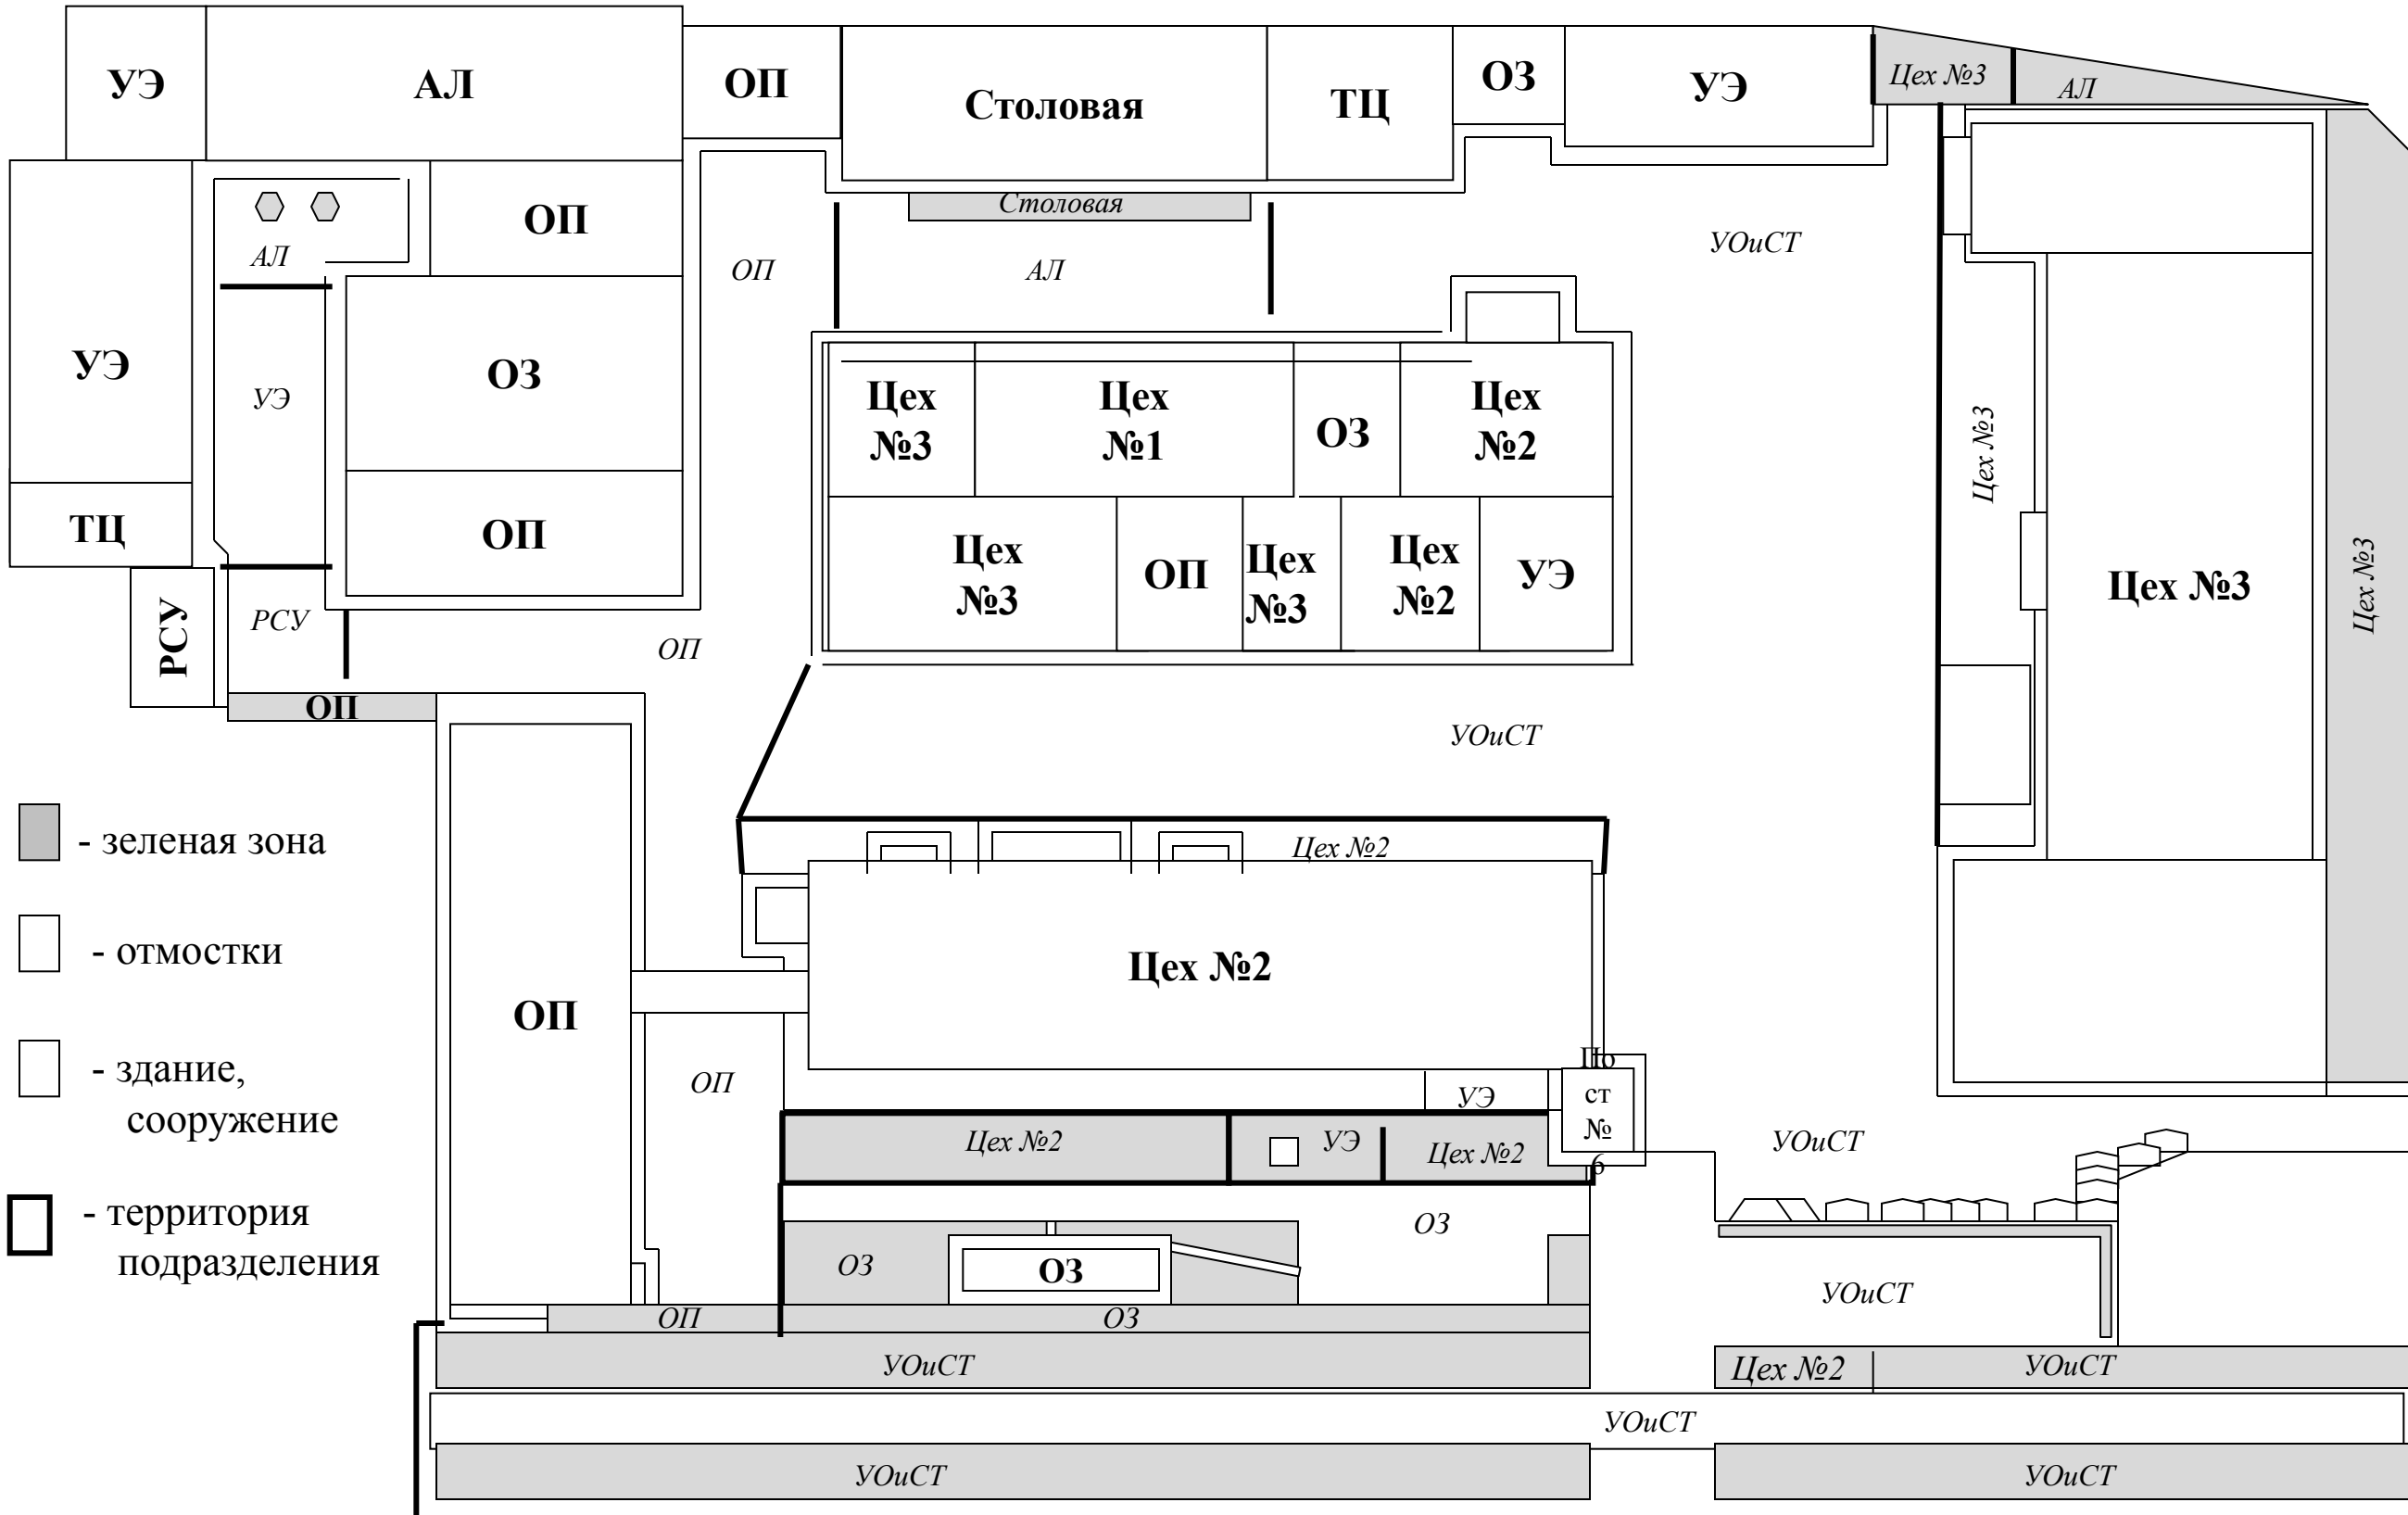 УЭ
АЛ
ОП
Столовая
ТЦ
ОЗ
УЭ
Цех №3
АЛ
Столовая
ОП
АЛ
ОП
АЛ
УОиСТ
УЭ
УЭ
ОЗ
Цех
№3
Цех
№1
ОЗ
Цех
№2
Цех №3
ТЦ
ОП
Цех
№3
ОП
Цех
№3
Цех
№2
УЭ
Цех №3
Цех №3
РСУ
РСУ
ОП
ОП
УОиСТ
- зеленая зона
Цех №2
- отмостки
Цех №2
ОП
- здание,
сооружение
ОП
УЭ
По
ст
№
6
Цех №2
УЭ
Цех №2
УОиСТ
- территория
подразделения
ОЗ
ОЗ
ОЗ
УОиСТ
ОП
ОЗ
УОиСТ
Цех №2
УОиСТ
УОиСТ
УОиСТ
УОиСТ